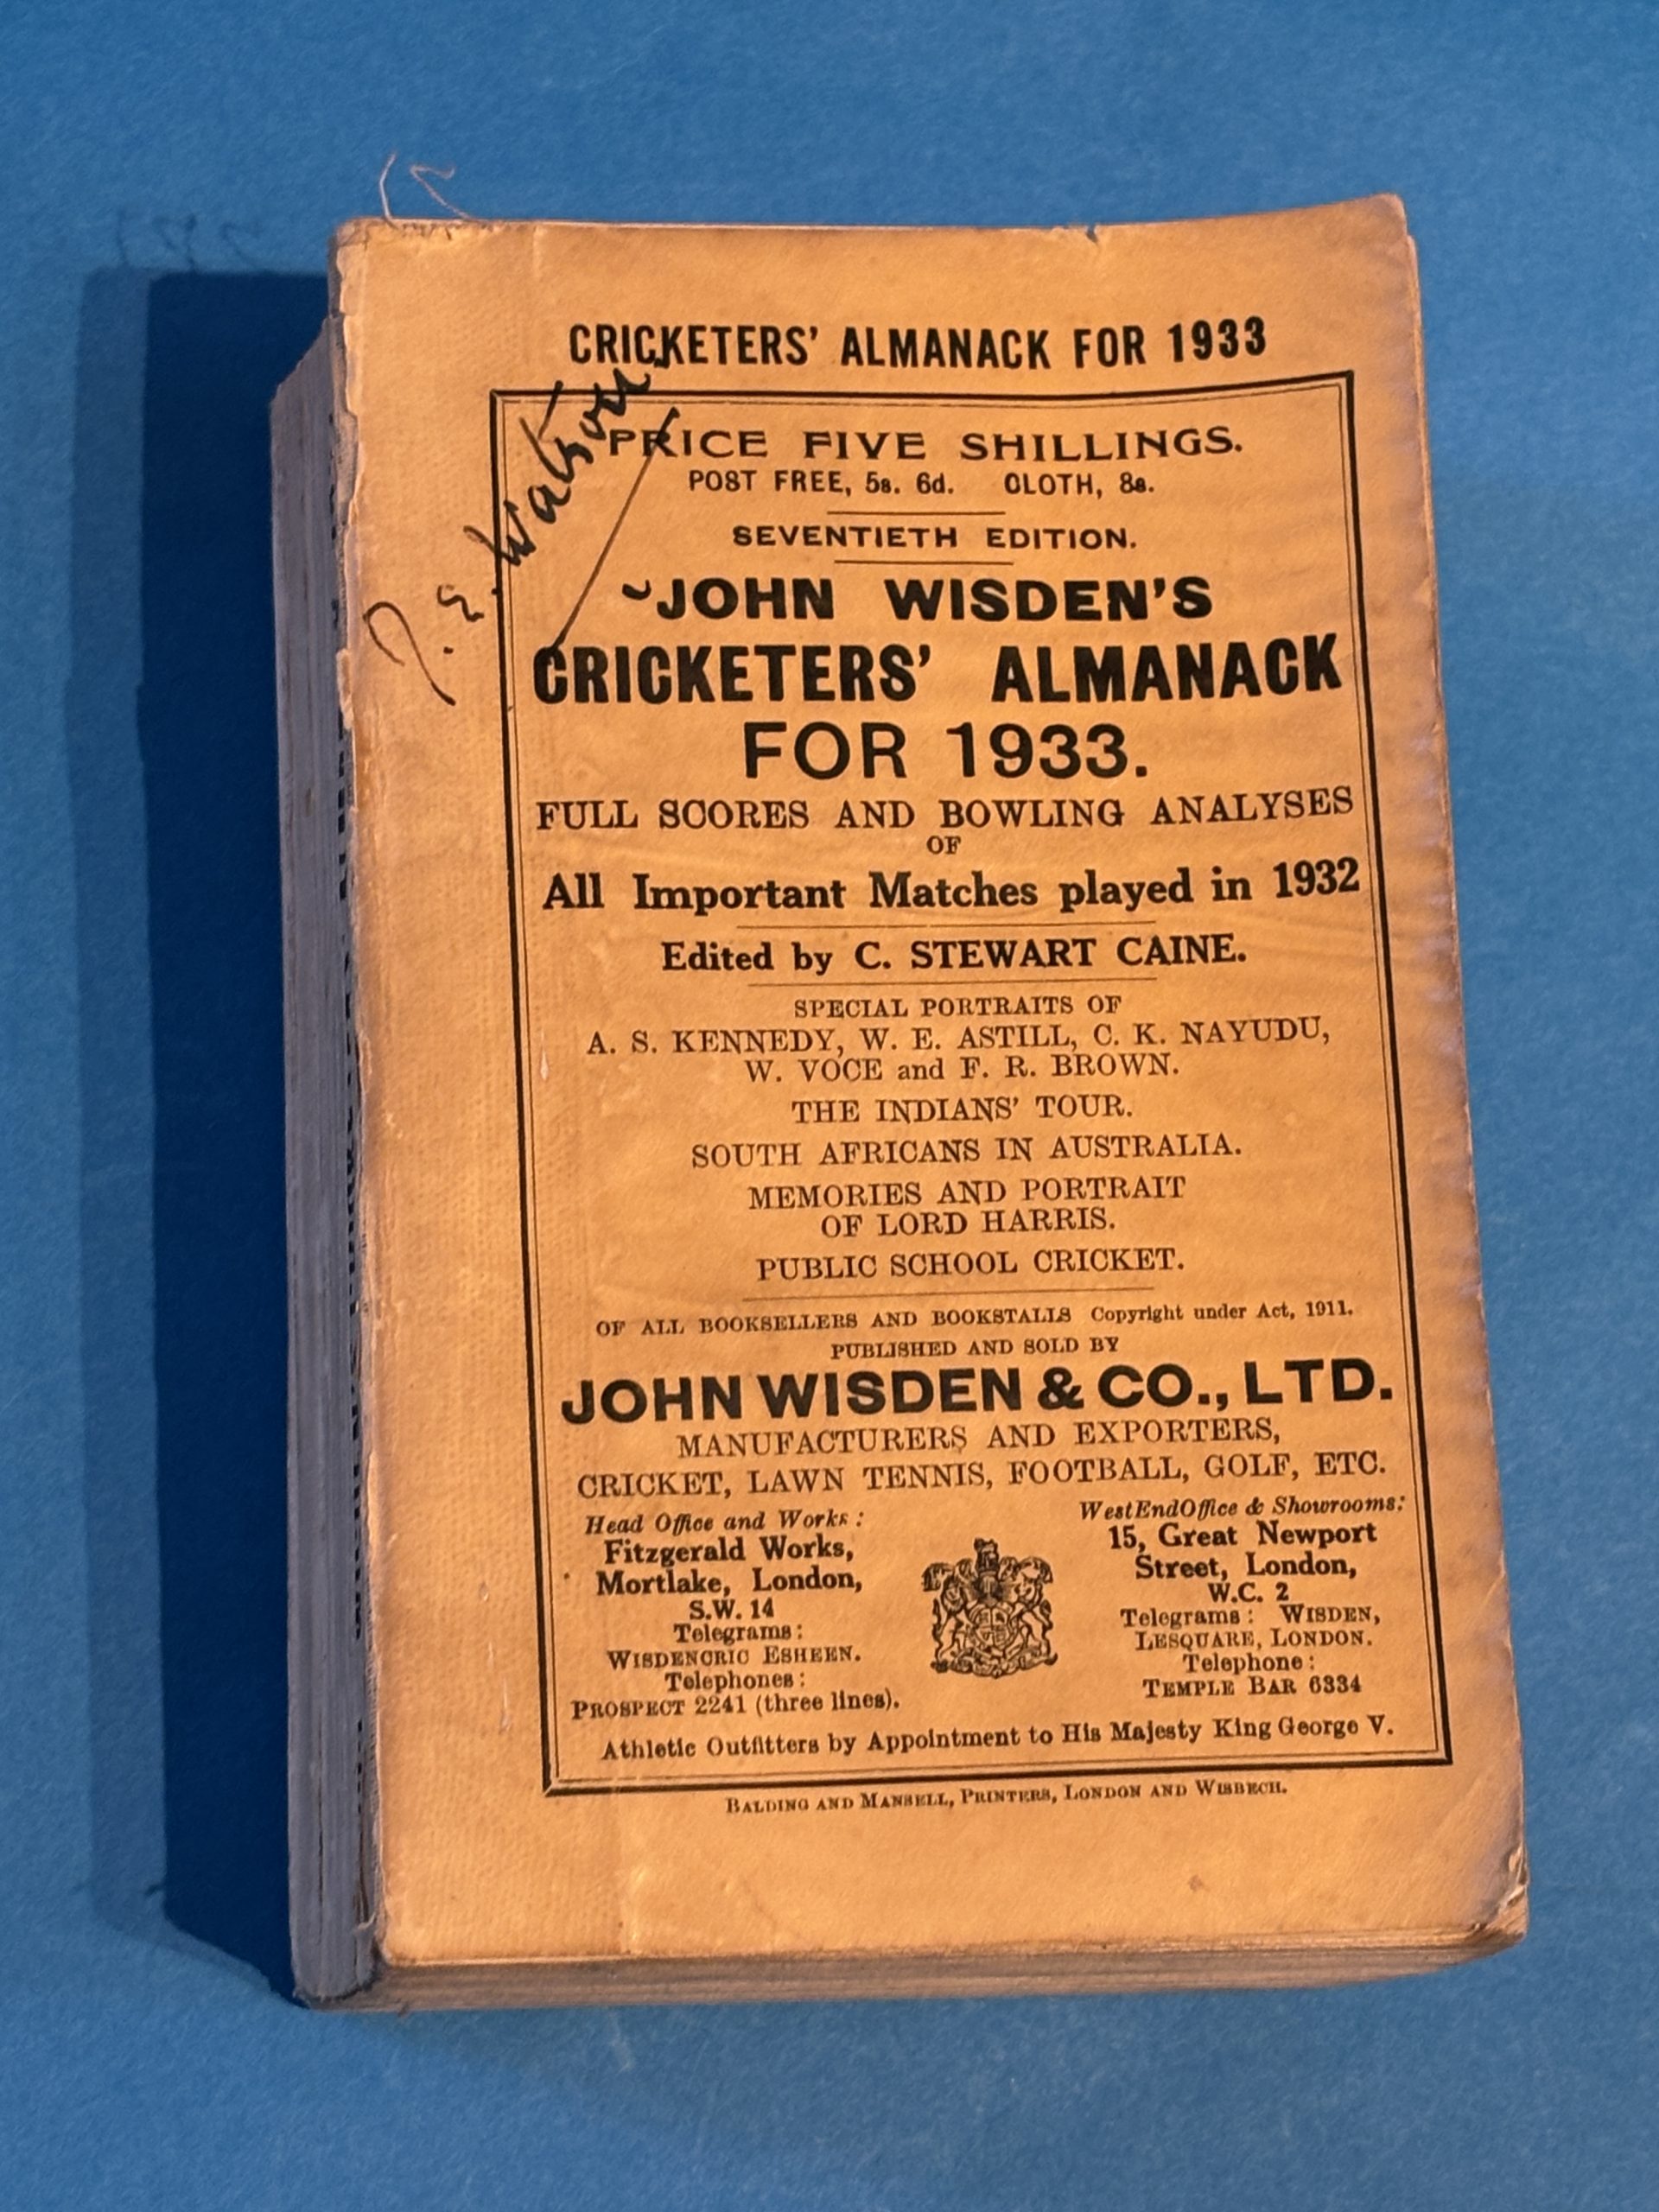 CRICKETERS' ALMANACK FOR 1933
E. Watson
PRICE FIVE SHILLINGS.
POST FREE, 5s. 6d. CLOTH, 8s.
SEVENTIETH EDITION.
JOHN WISDEN'S
CRICKETERS' ALMANACK
FOR 1933.
FULL SCORES AND BOWLING ANALYSES
OF
All Important Matches played in 1932
Edited by C. STEWART CAINE.
SPECIAL PORTRAITS OF
A. S. KENNEDY, W. E. ASTILL, C. K. NAYUDU,
W. VOCE and F. R. BROWN.
THE INDIANS' TOUR.
SOUTH AFRICANS IN AUSTRALIA.
MEMORIES AND PORTRAIT
OF LORD HARRIS.
PUBLIC SCHOOL CRICKET.
OF ALL BOOKSELLERS AND BOOKSTALLS Copyright under Act, 1911.
PUBLISHED AND SOLD BY
JOHN WISDEN & CO., LTD.
MANUFACTURERS AND EXPORTERS,
CRICKET, LAWN TENNIS, FOOTBALL, GOLF, ETC.
Head Office and Works:
Fitzgerald Works,
Mortlake, London,
S.W. 14
Telegrams:
WISDENCRIC ESHEEN.
Telephones:
PROSPECT 2241 (three lines).
West End Office & Showrooms:
15, Great Newport
Street, London,
W.C. 2
Telegrams: WISDEN,
LESQUARE, LONDON.
Telephone:
TEMPLE BAR 6334
Athletic Outfitters by Appointment to His Majesty King George V.
BALDING AND MANSELL, PRINTERS, LONDON AND WISBECH.